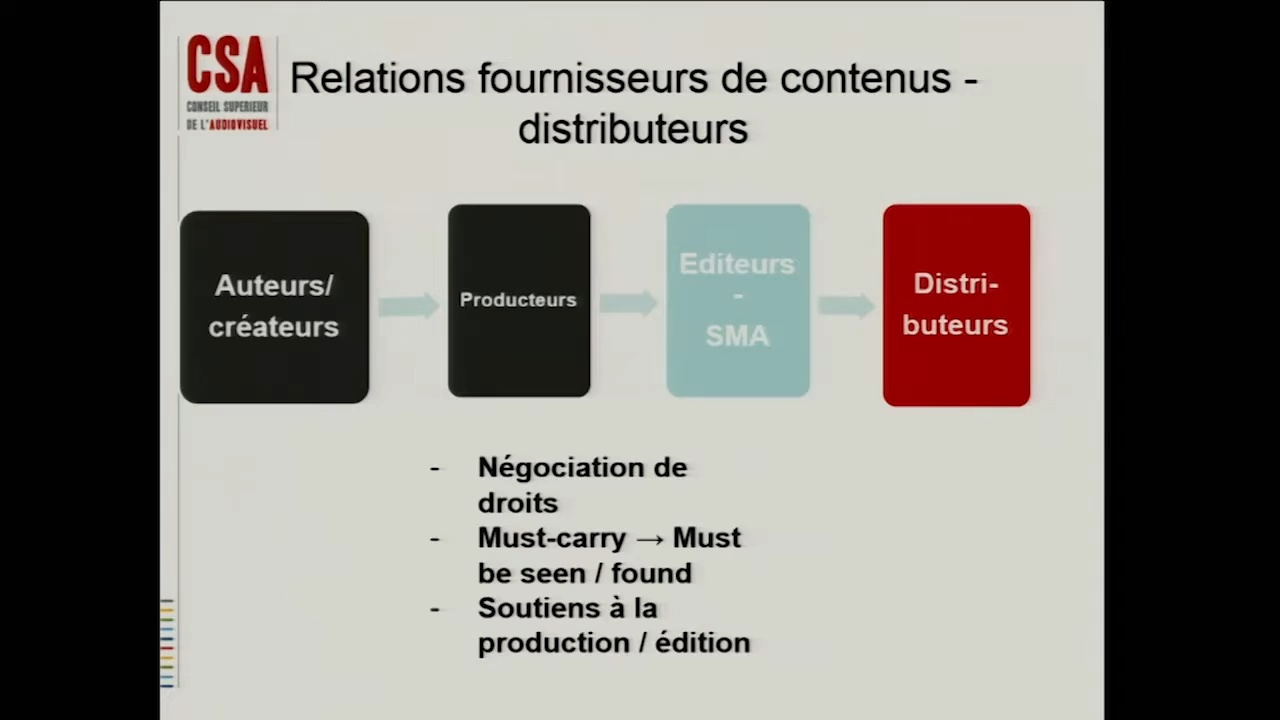 CSA
CONSEIL SUPERIEUR
DE L'AUDIOVISUEL
Relations fournisseurs de contenus -
distributeurs
Auteurs/
créateurs
Producteurs
Editeurs
-
SMA
Distri-
buteurs
- Négociation de
droits
- Must-carry → Must
be seen / found
- Soutiens à la
production / édition